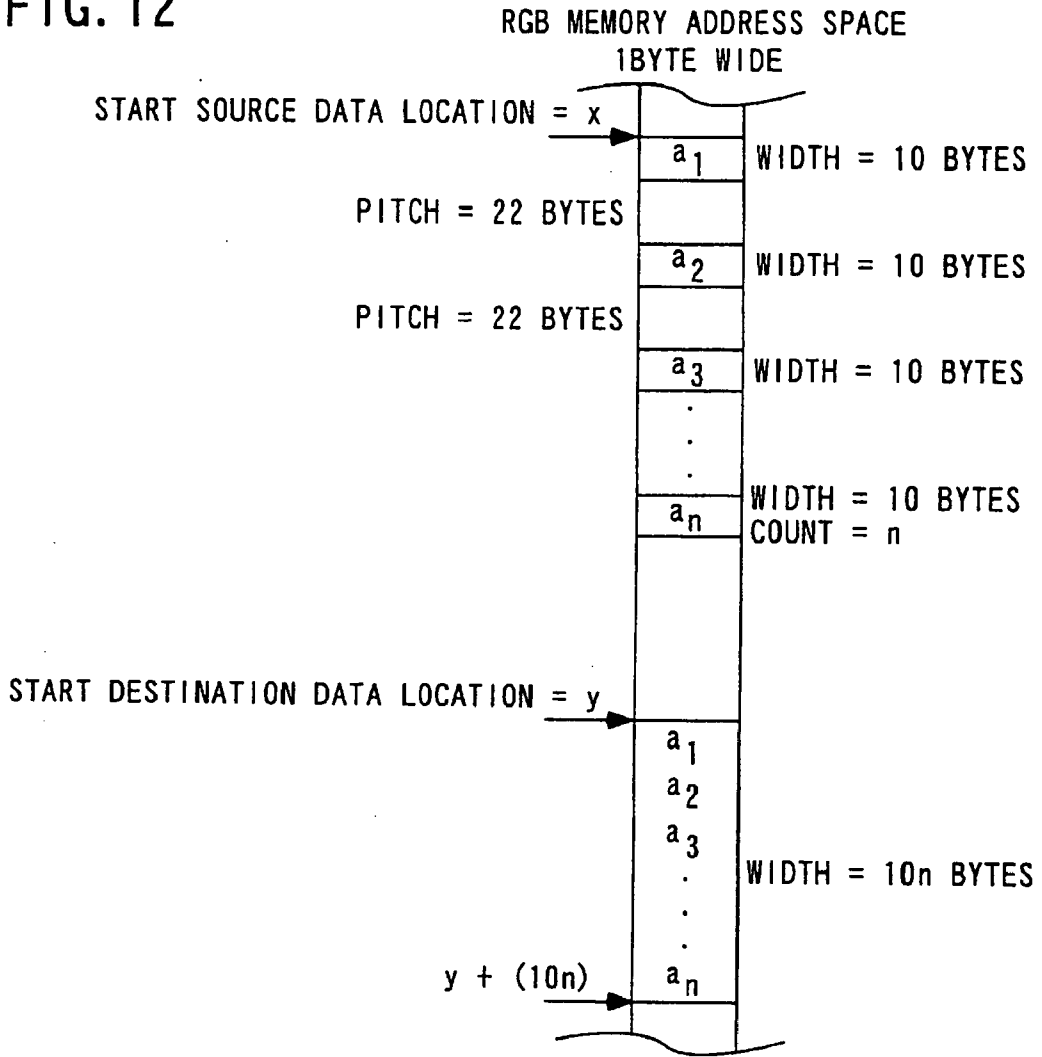 FIG. 12
RGB MEMORY ADDRESS SPACE
1BYTE WIDE
START SOURCE DATA LOCATION = x
a1 WIDTH = 10 BYTES
PITCH = 22 BYTES
a2 WIDTH = 10 BYTES
PITCH = 22 BYTES
a3 WIDTH = 10 BYTES
.
.
.
WIDTH = 10 BYTES
an
COUNT = n
START DESTINATION DATA LOCATION = y
a1
a2
a3
WIDTH = 10n BYTES
.
.
.
y + (10n) an